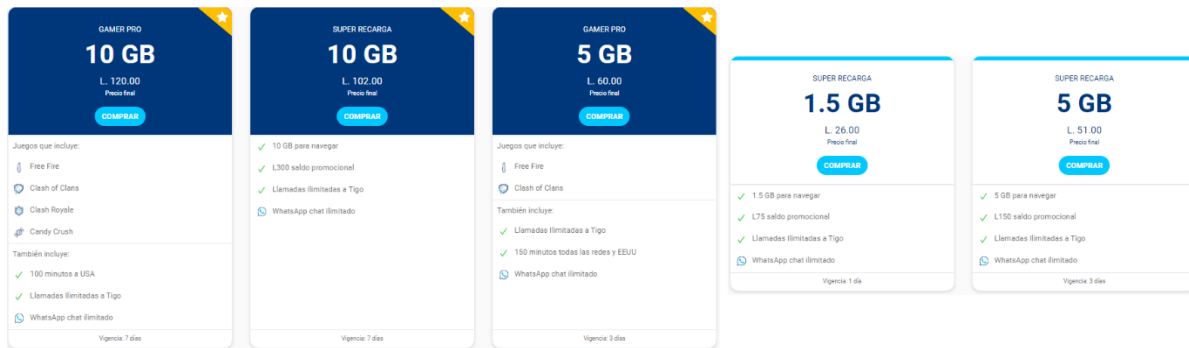 GAMER PRO
10 GB
L. 120.00
Precio final
COMPRAR
Juegos que incluye:
Free Fire
Clash of Clans
Clash Royale
Candy Crush
También incluye:
100 minutos a USA
Llamadas Ilimitadas a Tigo
WhatsApp chat ilimitado
Vigencia: 7 días
SUPER RECARGA
10 GB
L. 102.00
Precio final
COMPRAR
10 GB para navegar
L300 saldo promocional
Llamadas Ilimitadas a Tigo
WhatsApp chat ilimitado
Vigencia: 7 días
GAMER PRO
5 GB
L. 60.00
Precio final
COMPRAR
Juegos que incluye:
Free Fire
Clash of Clans
También incluye:
Llamadas Ilimitadas a Tigo
150 minutos todas las redes y EEUU
WhatsApp chat ilimitado
Vigencia: 3 días
SUPER RECARGA
1.5 GB
L. 26.00
Precio final
COMPRAR
1.5 GB para navegar
L75 saldo promocional
Llamadas Ilimitadas a Tigo
WhatsApp chat ilimitado
Vigencia: 1 día
SUPER RECARGA
5 GB
L. 51.00
Precio final
COMPRAR
5 GB para navegar
L150 saldo promocional
Llamadas Ilimitadas a Tigo
WhatsApp chat ilimitado
Vigencia: 3 días